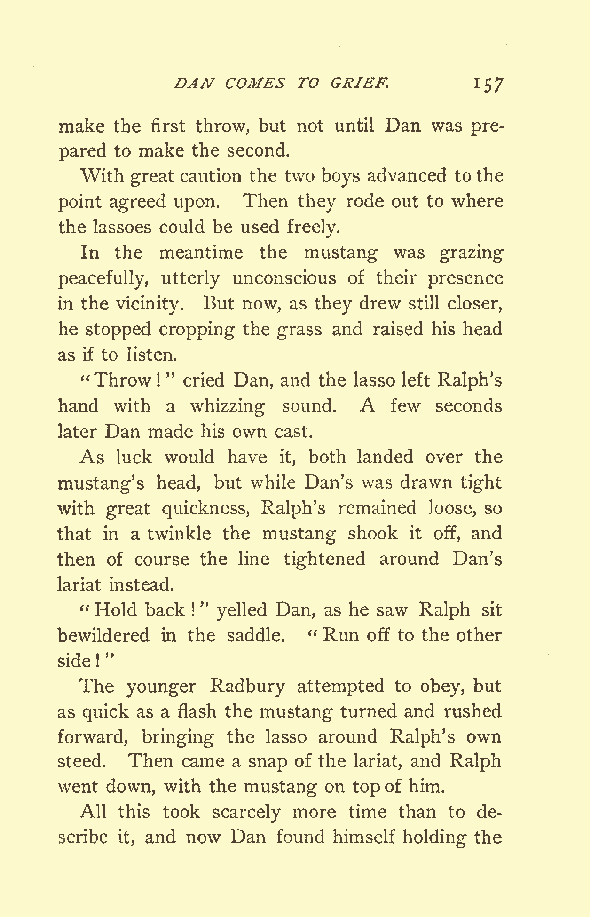 DAN COMES TO GRIEF. 157
make the first throw, but not until Dan was pre-
pared to make the second.
With great caution the two boys advanced to the
point agreed upon. Then they rode out to where
the lassoes could be used freely.
In the meantime the mustang was grazing
peacefully, utterly unconscious of their presence
in the vicinity. But now, as they drew still closer,
he stopped cropping the grass and raised his head
as if to listen.
"Throw!" cried Dan, and the lasso left Ralph's
hand with a whizzing sound. A few seconds
later Dan made his own cast.
As luck would have it, both landed over the
mustang's head, but while Dan's was drawn tight
with great quickness, Ralph's remained loose, so
that in a twinkle the mustang shook it off, and
then of course the line tightened around Dan's
lariat instead.
"Hold back!" yelled Dan, as he saw Ralph sit
bewildered in the saddle. "Run off to the other
side!"
The younger Radbury attempted to obey, but
as quick as a flash the mustang turned and rushed
forward, bringing the lasso around Ralph's own
steed. Then came a snap of the lariat, and Ralph
went down, with the mustang on top of him.
All this took scarcely more time than to de-
scribe it, and now Dan found himself holding the